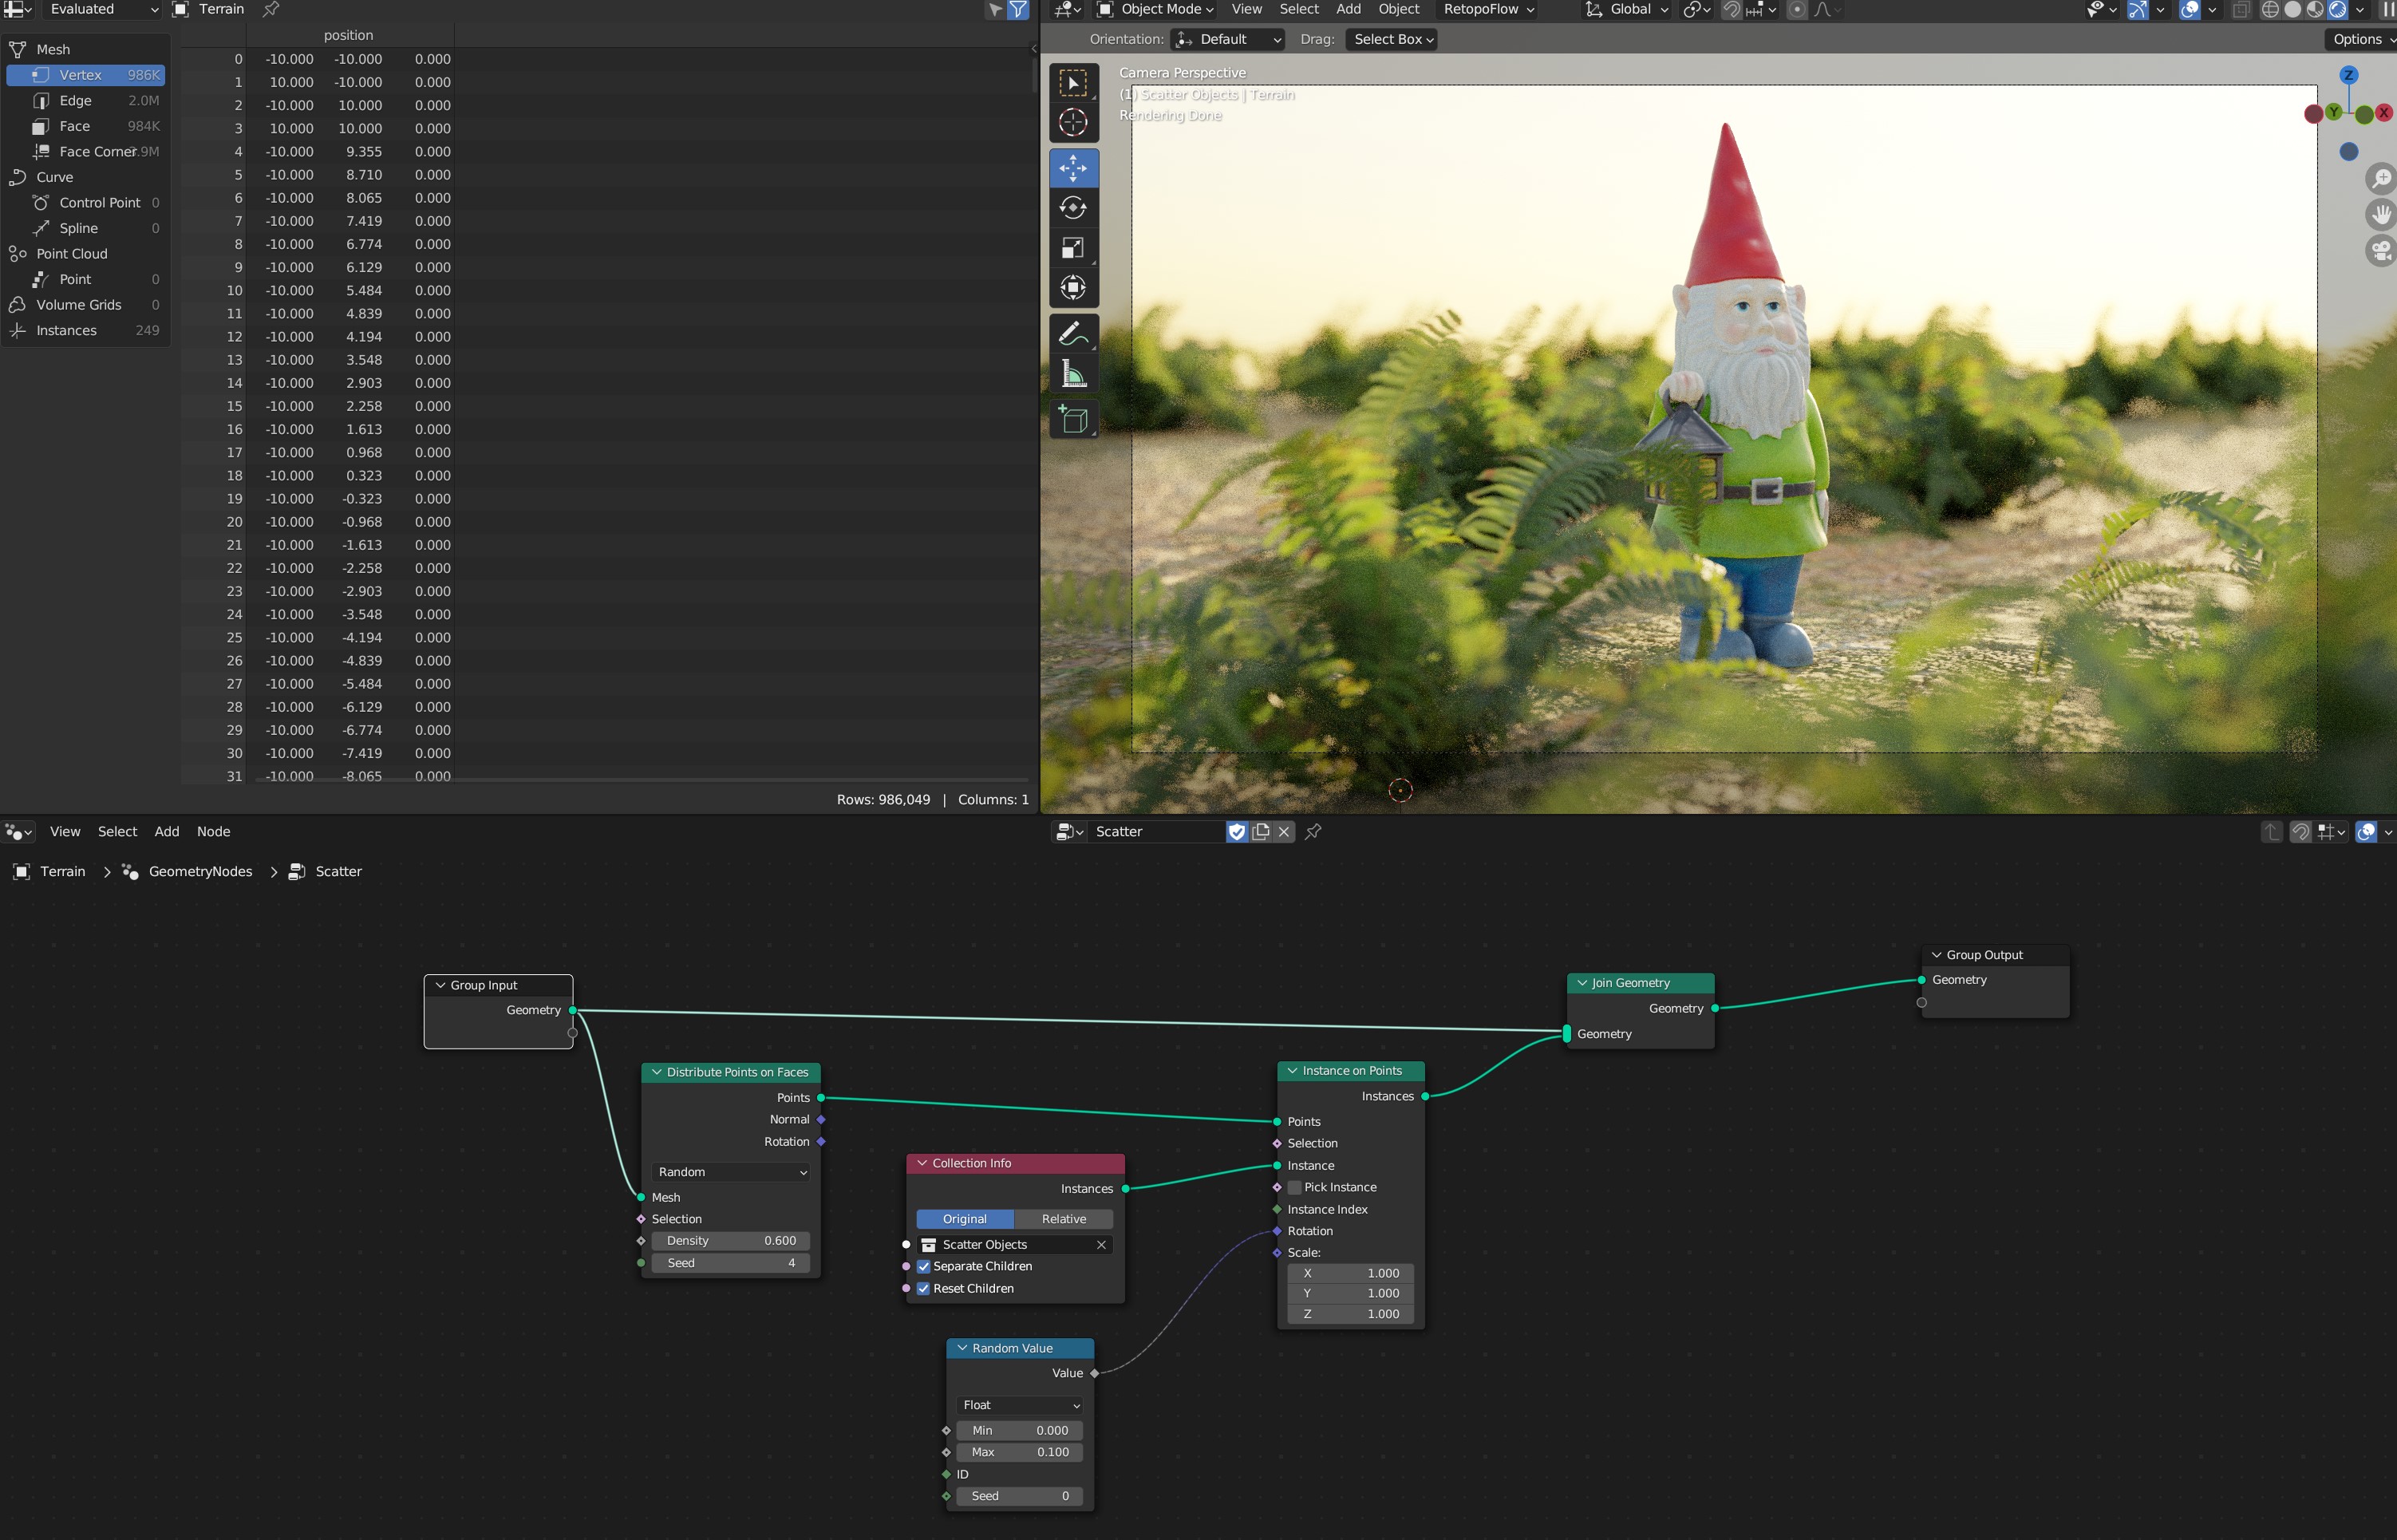 Evaluated Terrain
position
Mesh
Vertex 986K
Edge 2.0M
Face 984K
Face Corner .9M
Curve
Control Point 0
Spline 0
Point Cloud
Point 0
Volume Grids 0
Instances 249
0 -10.000 -10.000 0.000
1 10.000 -10.000 0.000
2 -10.000 10.000 0.000
3 10.000 10.000 0.000
4 -10.000 9.355 0.000
5 -10.000 8.710 0.000
6 -10.000 8.065 0.000
7 -10.000 7.419 0.000
8 -10.000 6.774 0.000
9 -10.000 6.129 0.000
10 -10.000 5.484 0.000
11 -10.000 4.839 0.000
12 -10.000 4.194 0.000
13 -10.000 3.548 0.000
14 -10.000 2.903 0.000
15 -10.000 2.258 0.000
16 -10.000 1.613 0.000
17 -10.000 0.968 0.000
18 -10.000 0.323 0.000
19 -10.000 -0.323 0.000
20 -10.000 -0.968 0.000
21 -10.000 -1.613 0.000
22 -10.000 -2.258 0.000
23 -10.000 -2.903 0.000
24 -10.000 -3.548 0.000
25 -10.000 -4.194 0.000
26 -10.000 -4.839 0.000
27 -10.000 -5.484 0.000
28 -10.000 -6.129 0.000
29 -10.000 -6.774 0.000
30 -10.000 -7.419 0.000
31 -10.000 -8.065 0.000
Rows: 986,049 | Columns: 1
Object Mode View Select Add Object RetopoFlow Global
Orientation: Default Drag: Select Box Options
Camera Perspective
(1) Scatter Objects | Terrain
Rendering Done
Z
Y X
View Select Add Node Scatter
Terrain > GeometryNodes > Scatter
Group Input
Geometry
Distribute Points on Faces
Points
Normal
Rotation
Random
Mesh
Selection
Density 0.600
Seed 4
Collection Info
Instances
Original Relative
Scatter Objects
Separate Children
Reset Children
Random Value
Value
Float
Min 0.000
Max 0.100
ID
Seed 0
Instance on Points
Instances
Points
Selection
Instance
Pick Instance
Instance Index
Rotation
Scale:
X 1.000
Y 1.000
Z 1.000
Join Geometry
Geometry
Geometry
Group Output
Geometry